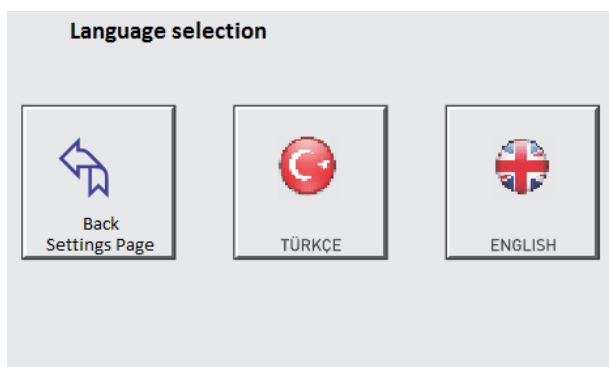 Language selection
Back
Settings Page
TÜRKÇE
ENGLISH